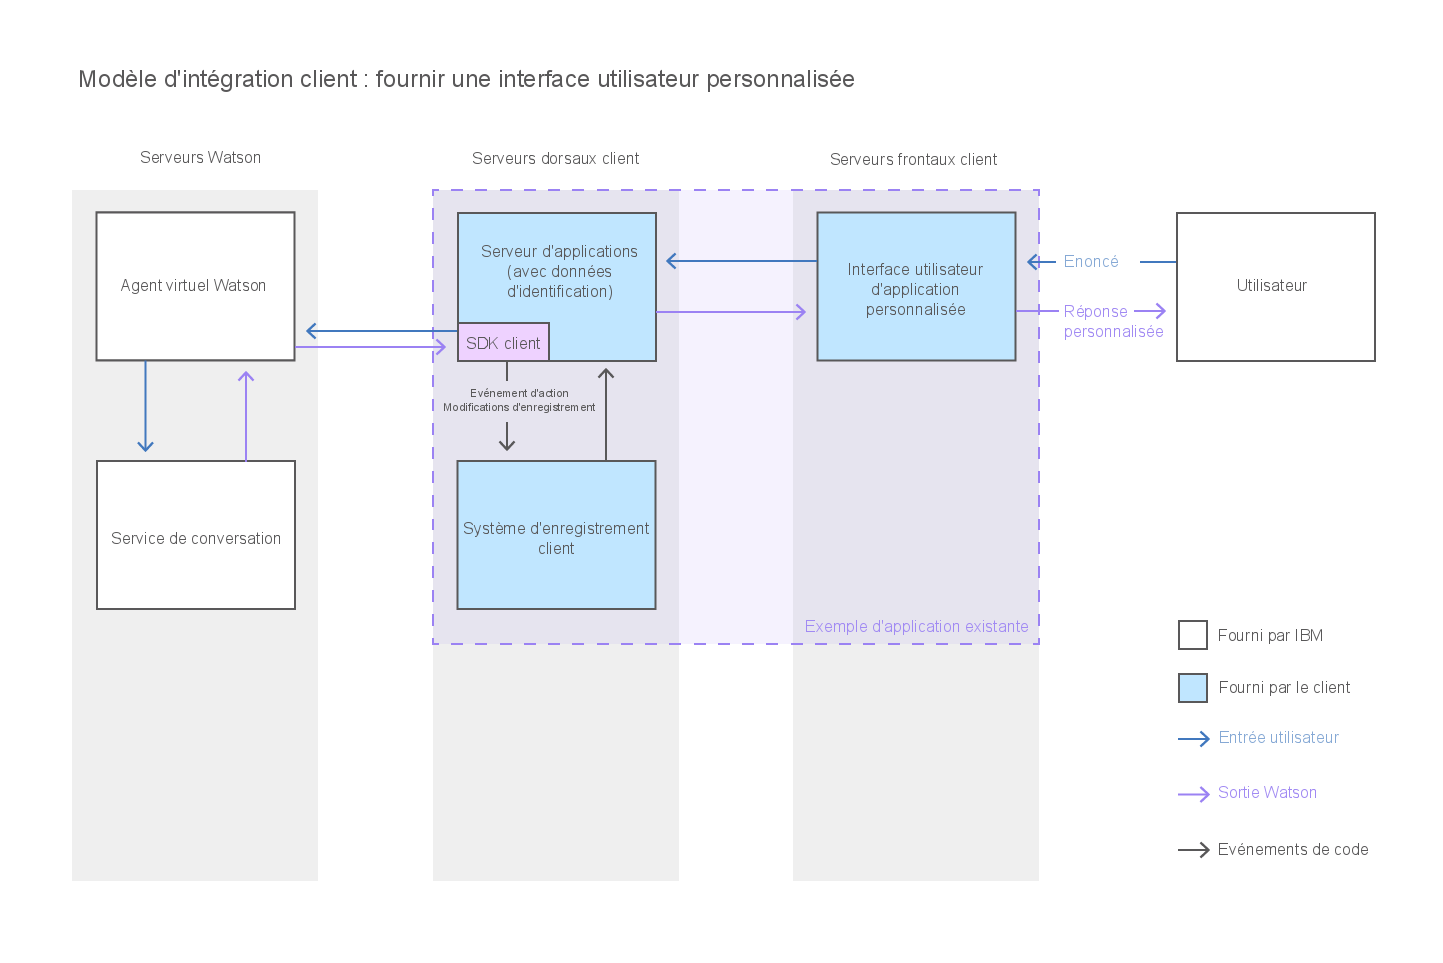 Modèle d'intégration client : fournir une interface utilisateur personnalisée
Serveurs Watson
Serveurs dorsaux client
Serveurs frontaux client
Agent virtuel Watson
Serveur d'applications
(avec données
d'identification)
SDK client
Interface utilisateur
d'application
personnalisée
Enoncé
Réponse
personnalisée
Utilisateur
Evénement d'action
Modifications d'enregistrement
Service de conversation
Système d'enregistrement
client
Exemple d'application existante
Fourni par IBM
Fourni par le client
Entrée utilisateur
Sortie Watson
Evénements de code